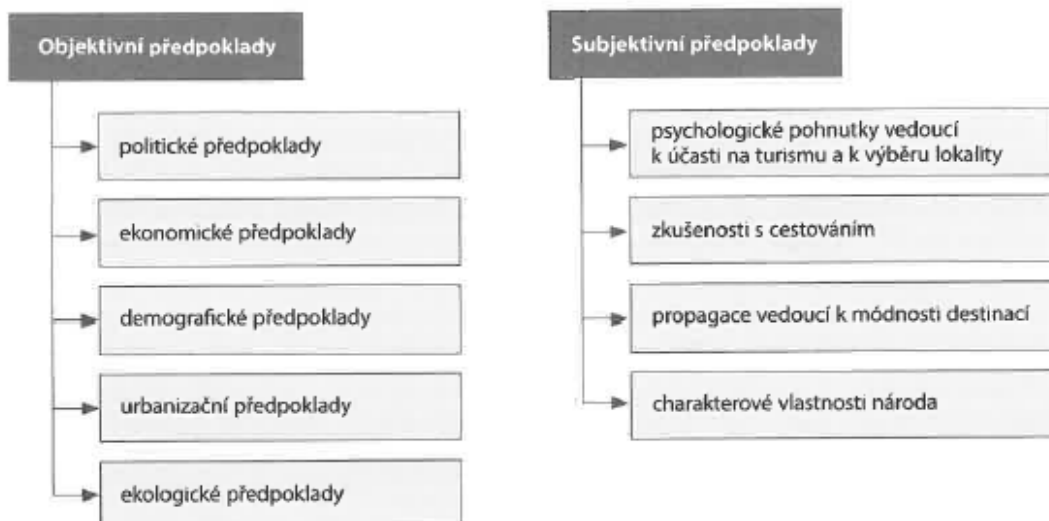 Objektivní předpoklady
politické předpoklady
ekonomické předpoklady
demografické předpoklady
urbanizační předpoklady
ekologické předpoklady
Subjektivní předpoklady
psychologické pohnutky vedoucí
k účasti na turismu a k výběru lokality
zkušenosti s cestováním
propagace vedoucí k módnosti destinací
charakterové vlastnosti národa